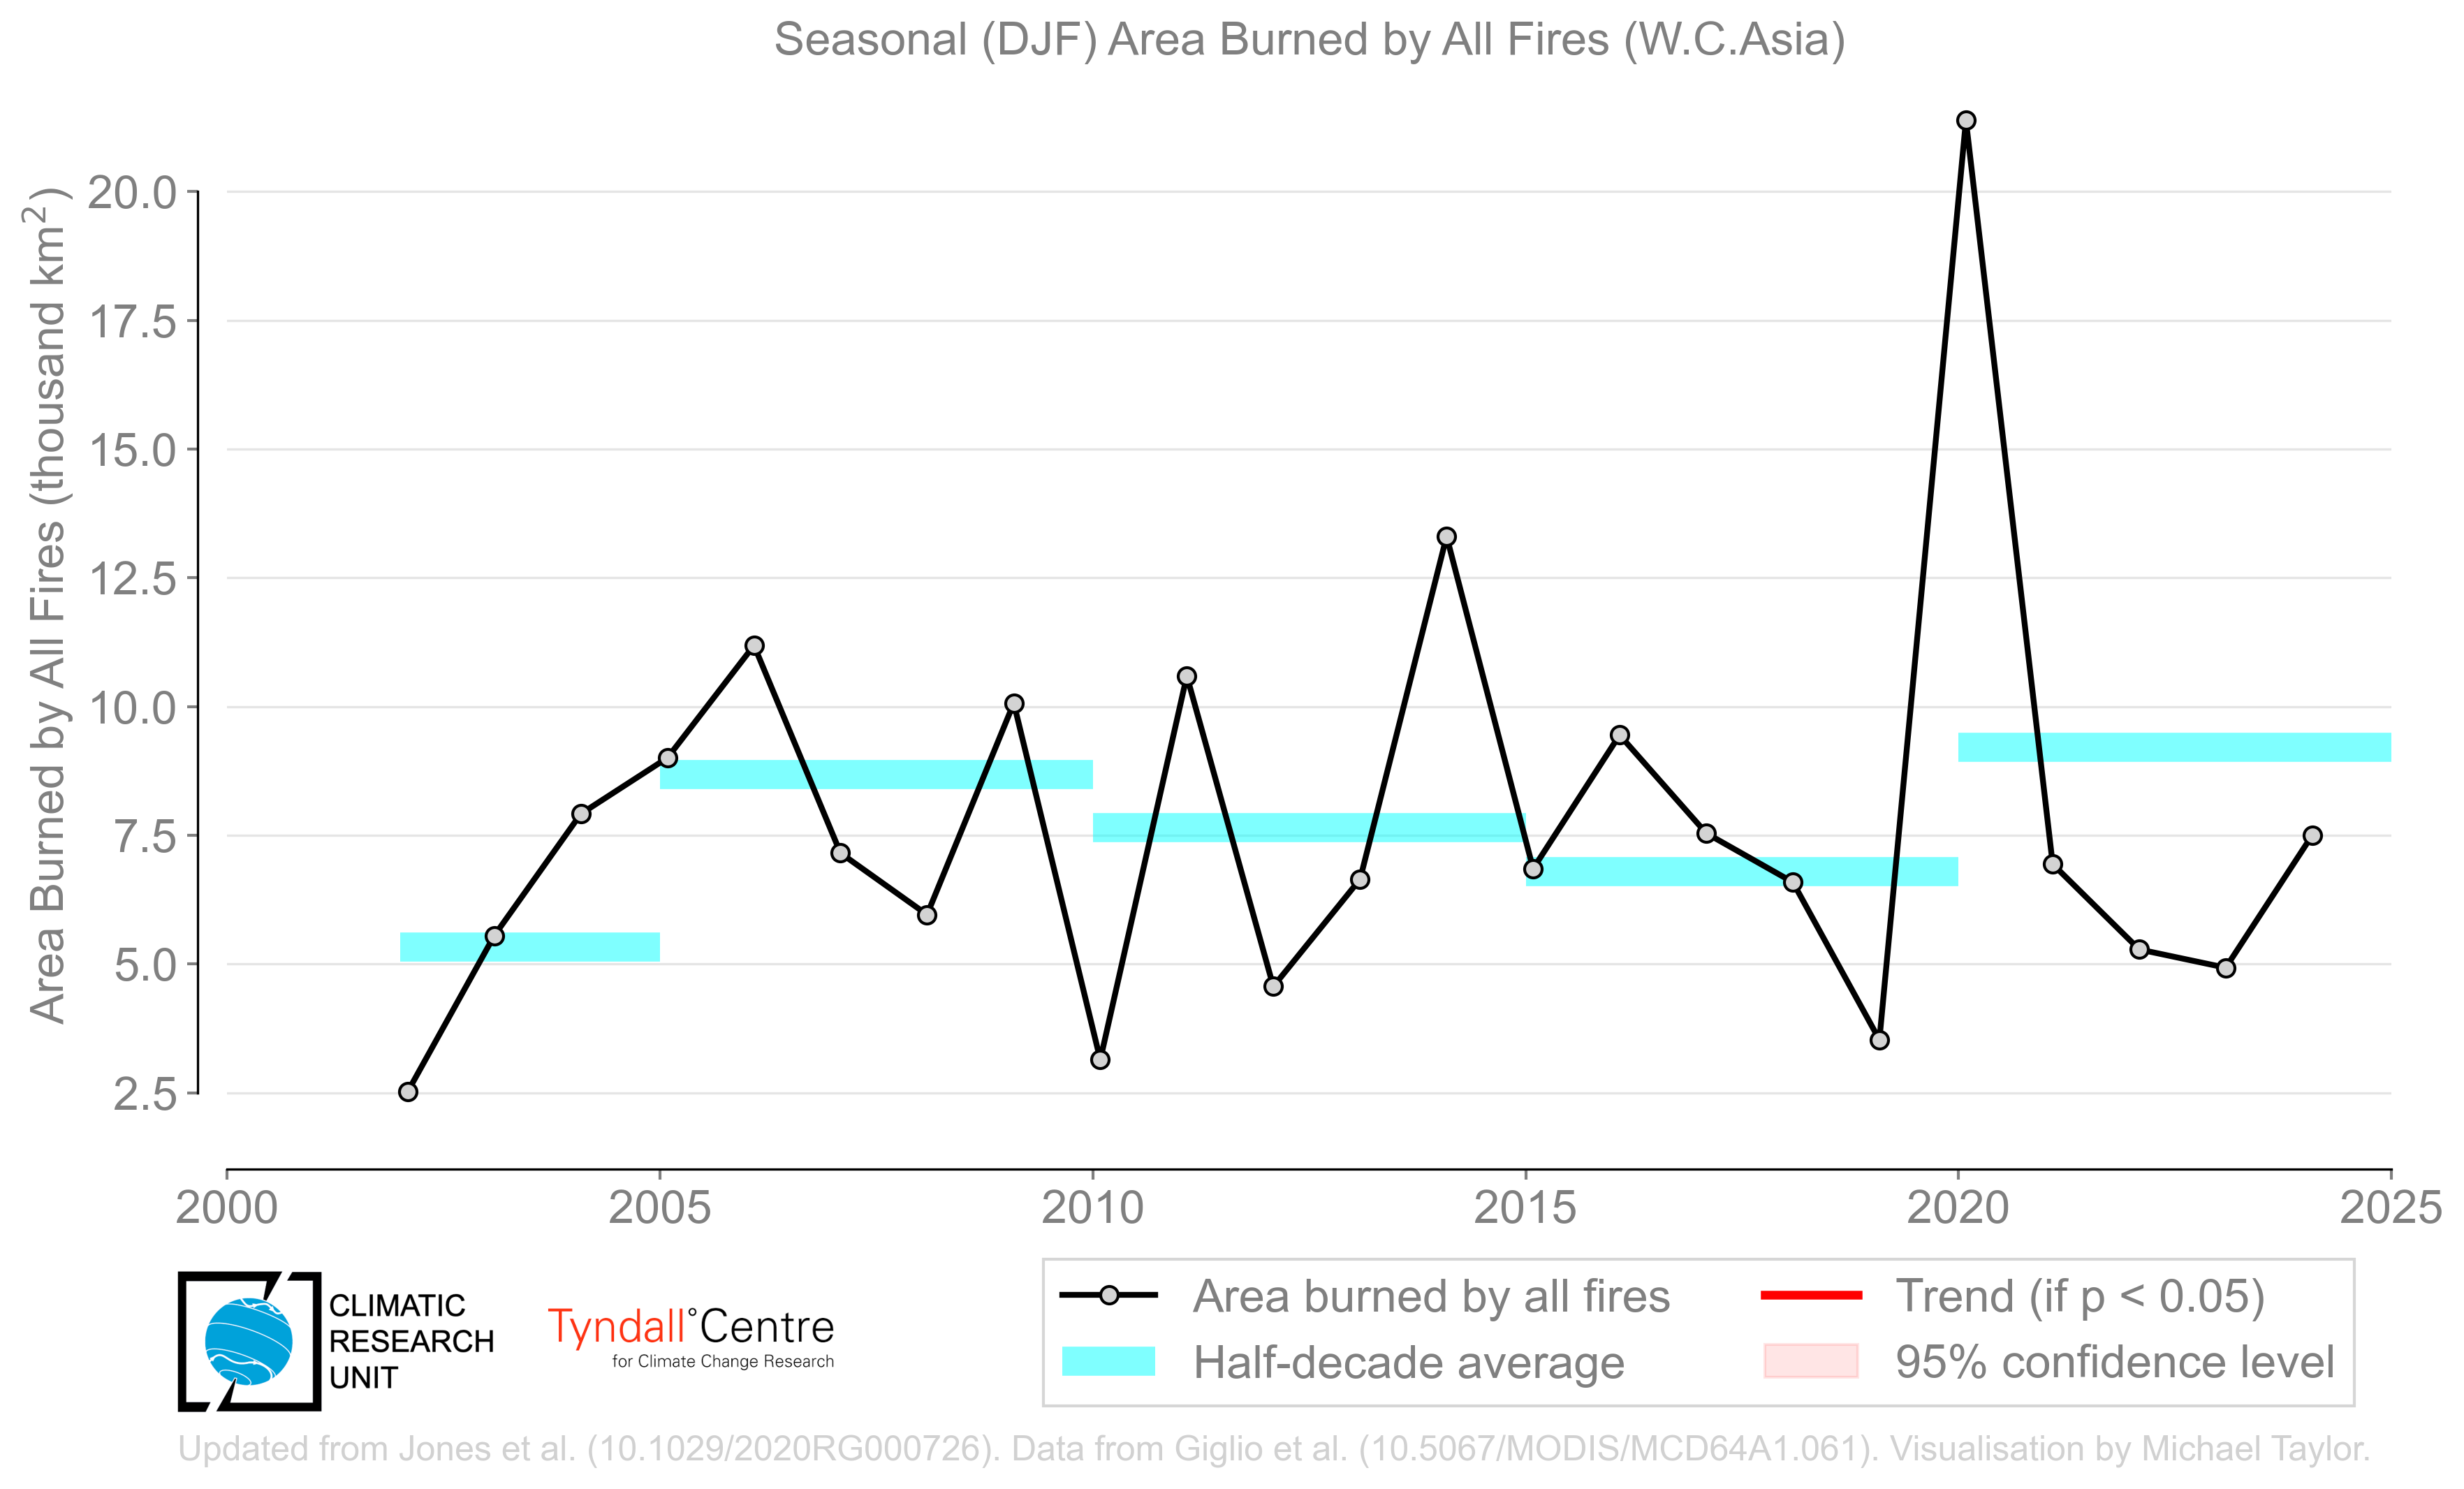 Seasonal (DJF) Area Burned by All Fires (W.C.Asia)
Area Burned by All Fires (thousand km²)
20.0
17.5
15.0
12.5
10.0
7.5
5.0
2.5
2000 2005 2010 2015 2020 2025
CLIMATIC
RESEARCH
UNIT
Tyndall°Centre
for Climate Change Research
Area burned by all fires
Half-decade average
Trend (if p < 0.05)
95% confidence level
Updated from Jones et al. (10.1029/2020RG000726). Data from Giglio et al. (10.5067/MODIS/MCD64A1.061). Visualisation by Michael Taylor.